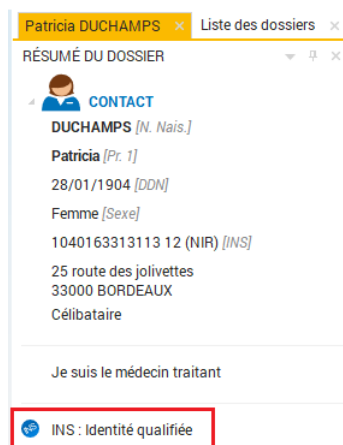 Patricia DUCHAMPS × Liste des dossiers ×
RÉSUMÉ DU DOSSIER
CONTACT
DUCHAMPS [N. Nais.]
Patricia [Pr. 1]
28/01/1904 [DDN]
Femme [Sexe]
1040163313113 12 (NIR) [INS]
25 route des jolivettes
33000 BORDEAUX
Célibataire
Je suis le médecin traitant
INS : Identité qualifiée